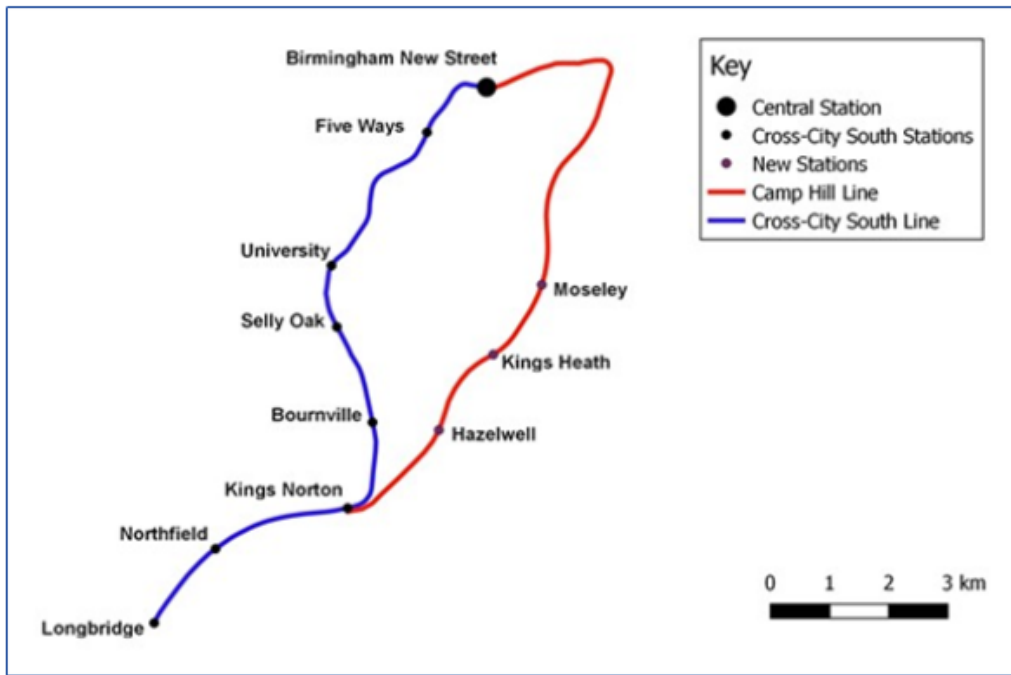 Birmingham New Street
Five Ways
University
Selly Oak
Bournville
Kings Norton
Northfield
Longbridge
Moseley
Kings Heath
Hazelwell
Key
Central Station
Cross-City South Stations
New Stations
Camp Hill Line
Cross-City South Line
0 1 2 3 km